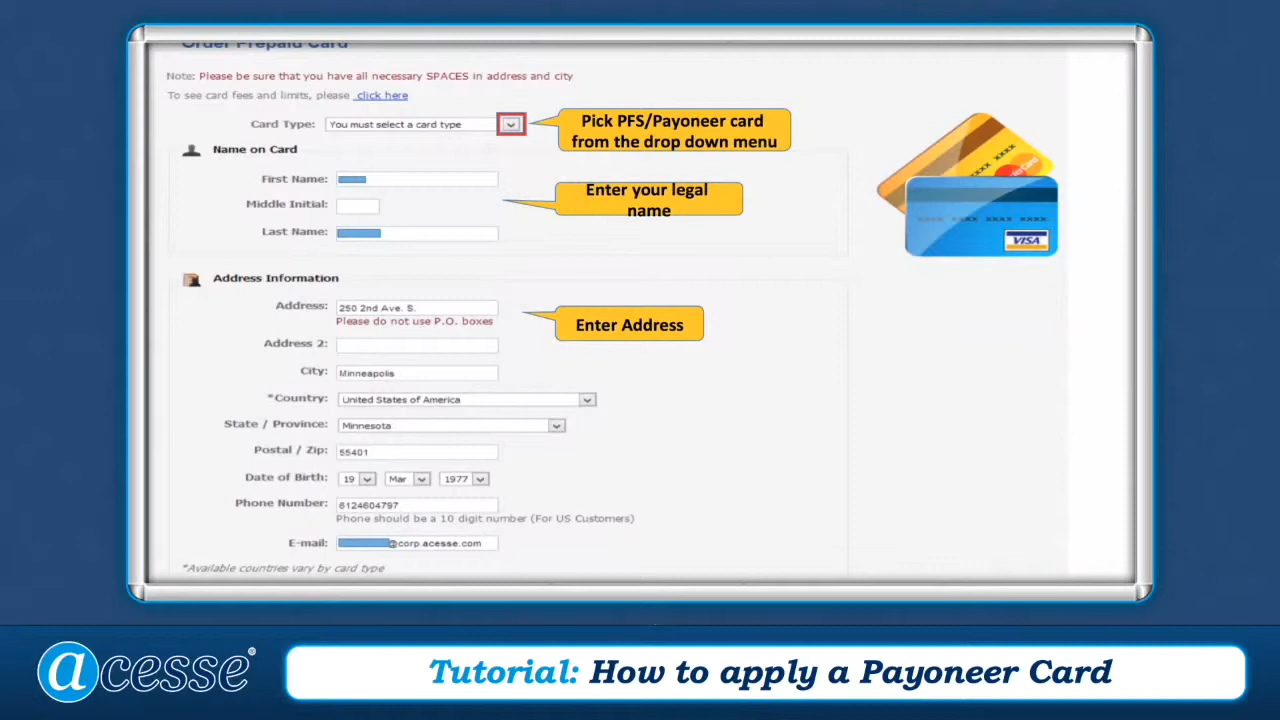 Order Prepaid Card
Note: Please be sure that you have all necessary SPACES in address and city
To see card fees and limits, please click here
Card Type: You must select a card type
Pick PFS/Payoneer card
from the drop down menu
Name on Card
First Name:
Enter your legal
name
Middle Initial:
Last Name:
XXXX XXXX
XXXX XXXX XXXX XXXX
VISA
Address Information
Address: 250 2nd Ave. S.
Please do not use P.O. boxes
Enter Address
Address 2:
City: Minneapolis
*Country: United States of America
State / Province: Minnesota
Postal / Zip: 55401
Date of Birth: 19 Mar 1977
Phone Number: 6124604797
Phone should be a 10 digit number (For US Customers)
E-mail: @corp.acesse.com
*Available countries vary by card type
acesse®
Tutorial: How to apply a Payoneer Card